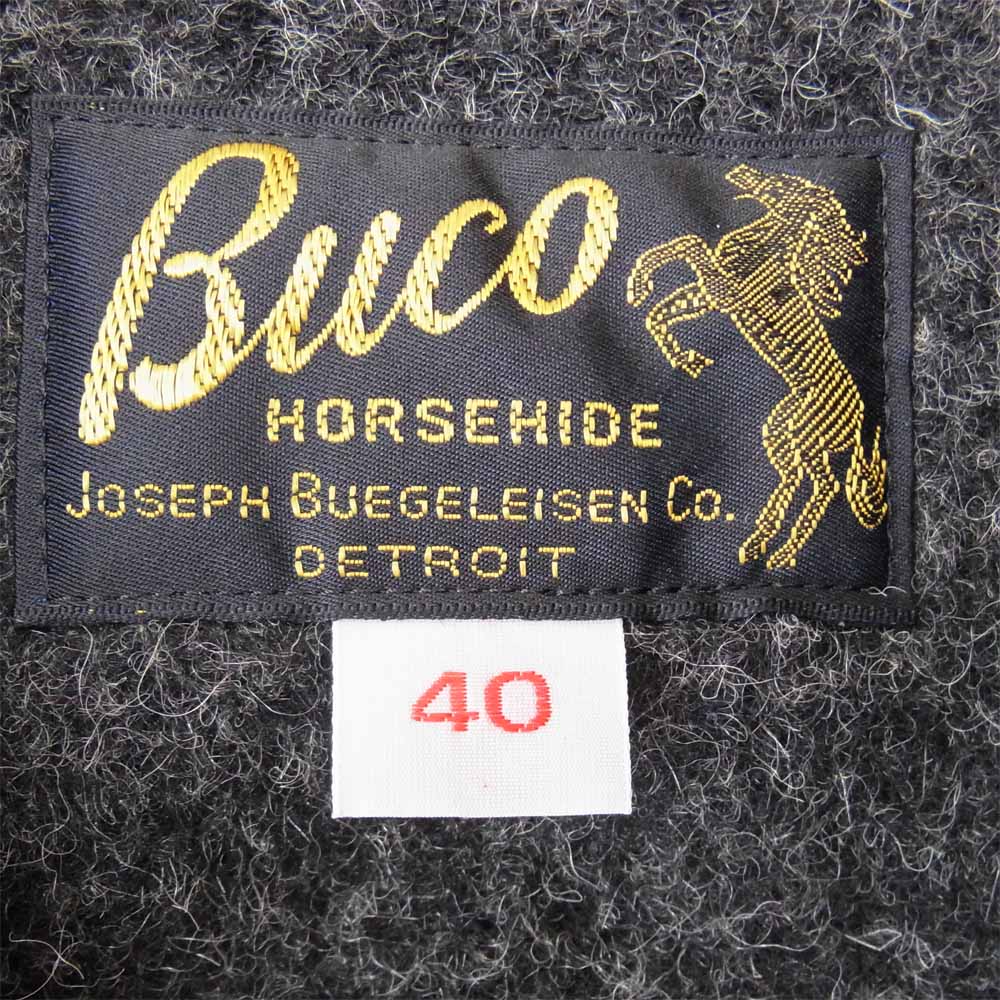 Buco
HORSEHIDE
JOSEPH BUEGELEISEN CO.
DETROIT
40